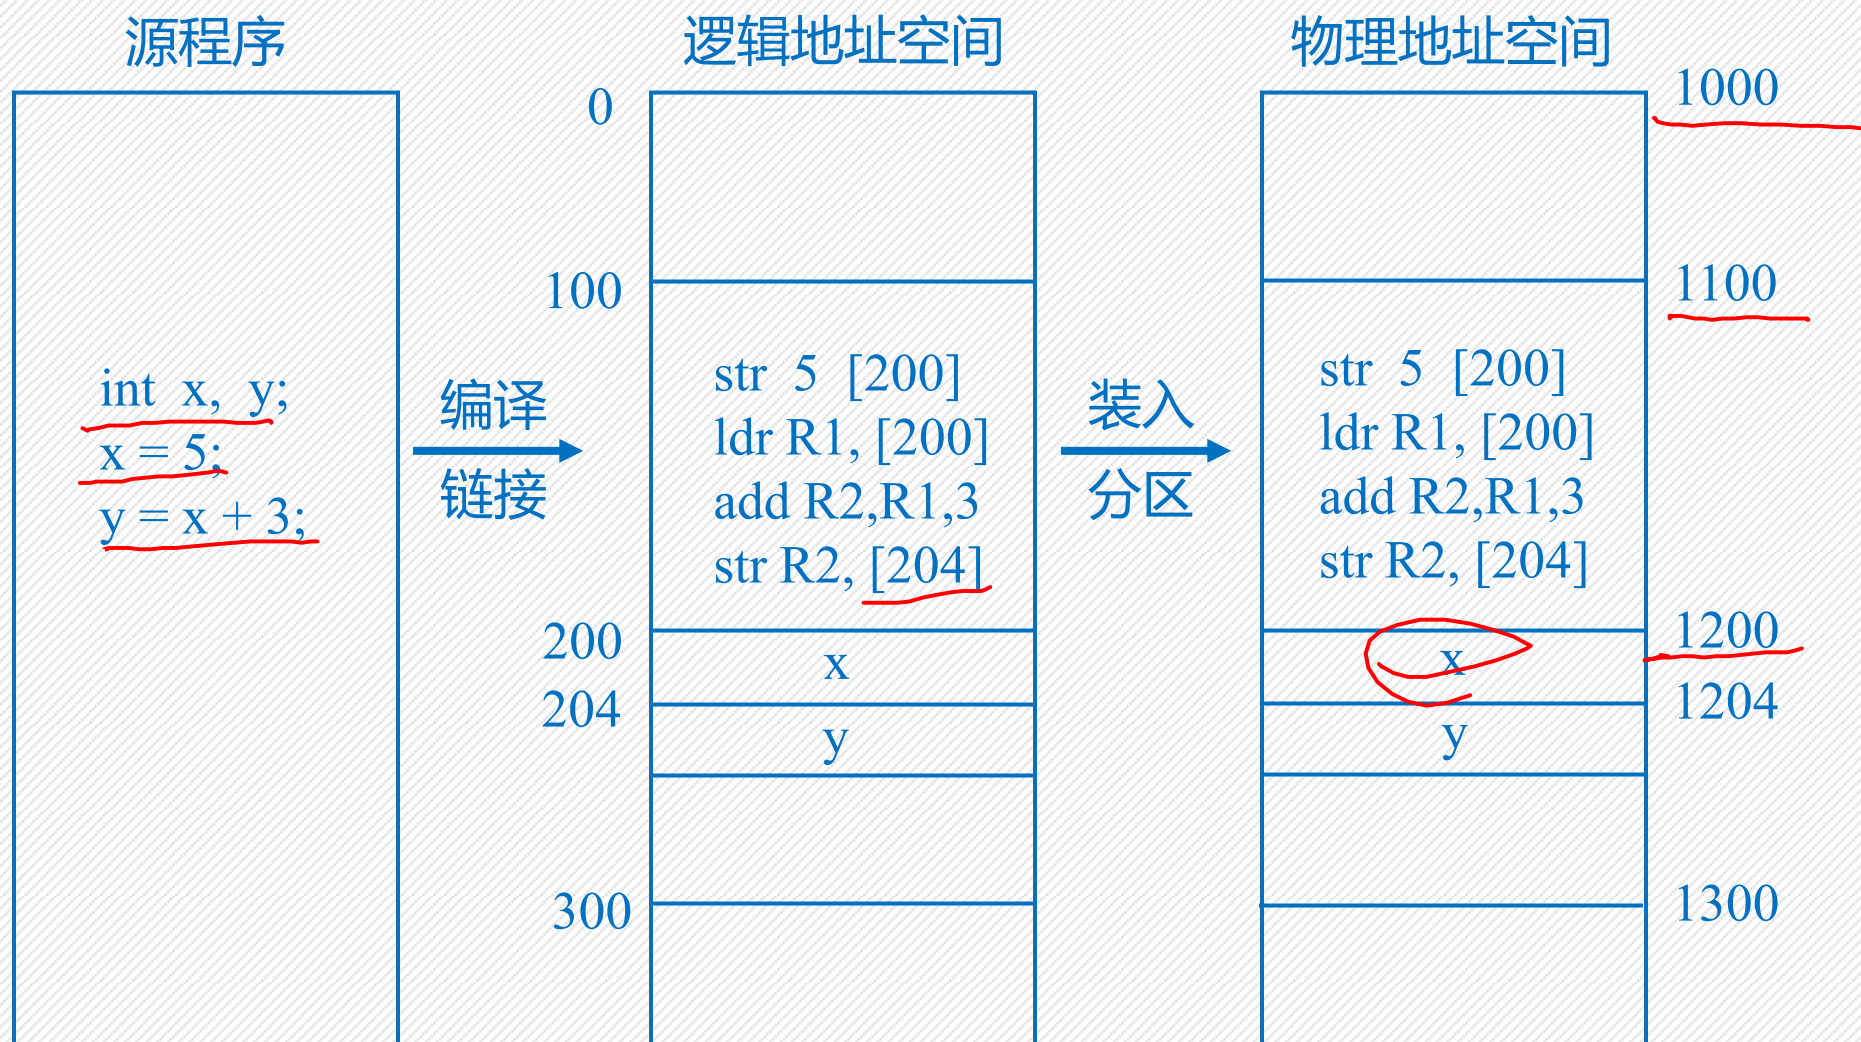 源程序
逻辑地址空间
物理地址空间
int x, y;
x = 5;
y = x + 3;
编译
链接
0
100
200
204
300
str 5 [200]
ldr R1, [200]
add R2,R1,3
str R2, [204]
x
y
装入
分区
str 5 [200]
ldr R1, [200]
add R2,R1,3
str R2, [204]
x
y
1000
1100
1200
1204
1300